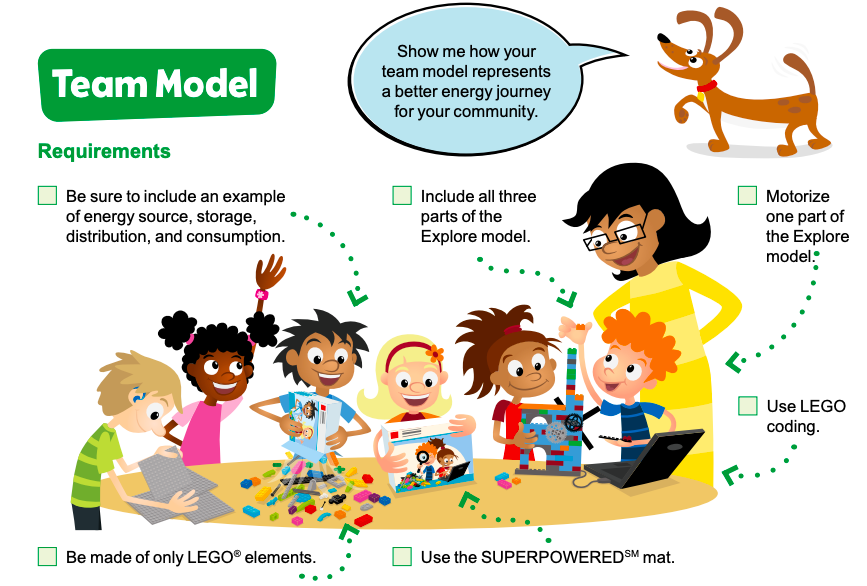 Show me how your
team model represents
a better energy journey
for your community.
Team Model
Requirements
Be sure to include an example
of energy source, storage,
distribution, and consumption.
Include all three
parts of the
Explore model.
Motorize
one part of
the Explore
model.
Use LEGO
coding.
Be made of only LEGO® elements.
Use the SUPERPOWERED℠ mat.